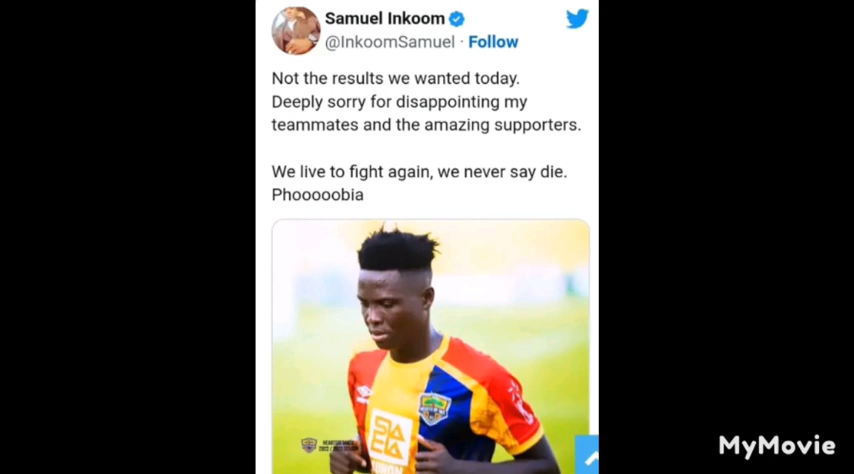 Samuel Inkoom
@InkoomSamuel · Follow
Not the results we wanted today.
Deeply sorry for disappointing my
teammates and the amazing supporters.
We live to fight again, we never say die.
Phooooobia
MyMovie